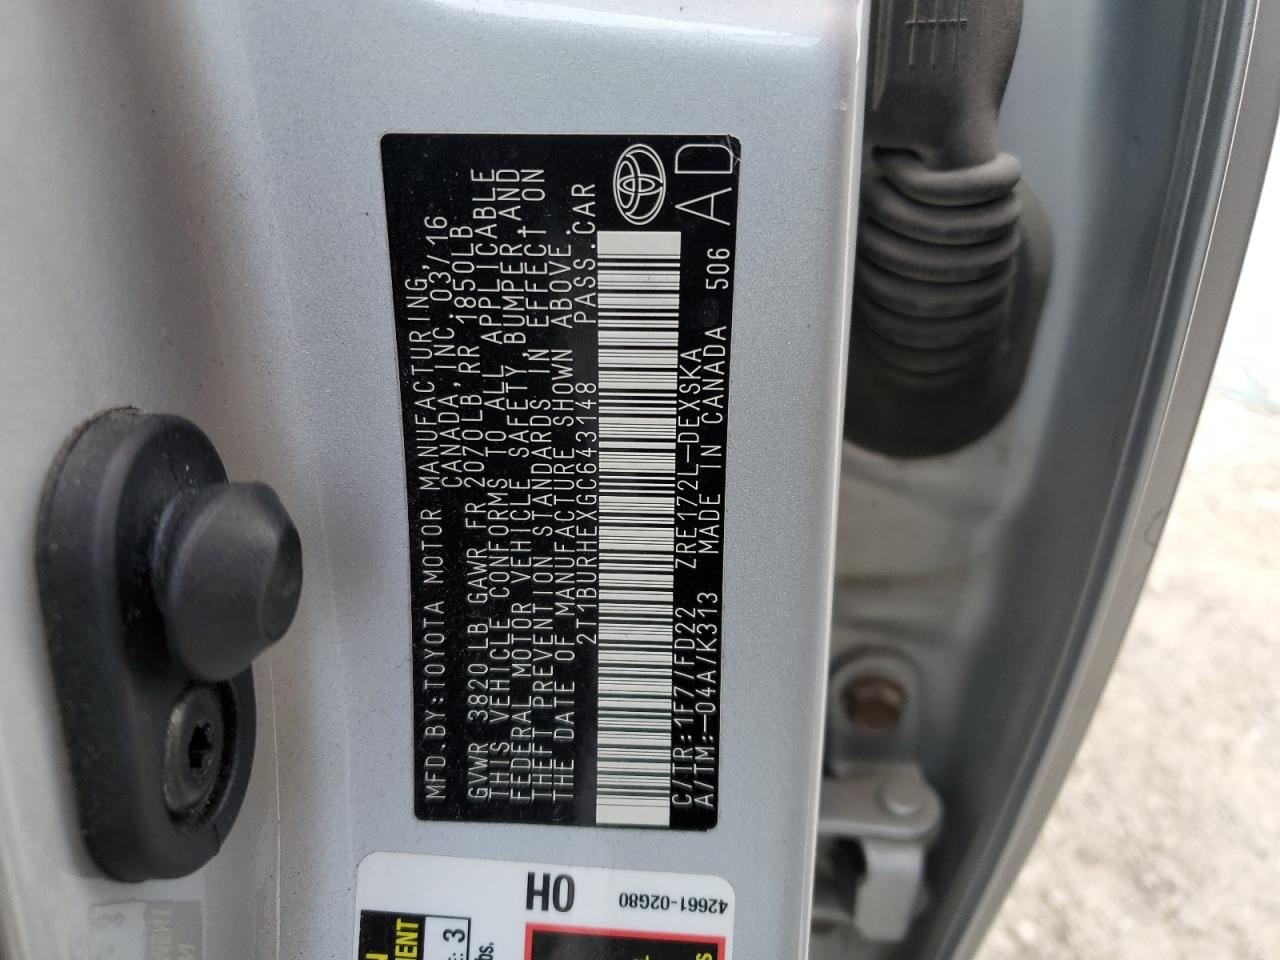 MFD.BY:TOYOTA MOTOR MANUFACTURING,
CANADA,INC. 03/16
GVWR 3820 LB GAWR FR 2070LB RR 1850LB
THIS VEHICLE CONFORMS TO ALL APPLICABLE
FEDERAL MOTOR VEHICLE SAFETY,BUMPER,AND
THEFT PREVENTION STANDARDS IN EFFECT ON
THE DATE OF MANUFACTURE SHOWN ABOVE.
2T1BURHEXGC643148 PASS.CAR
C/TR:1F7/FD22 ZRE172L-DEXSKA
A/TM:-04A/K313 MADE IN CANADA 506
AD
OH
42661-02G80
3